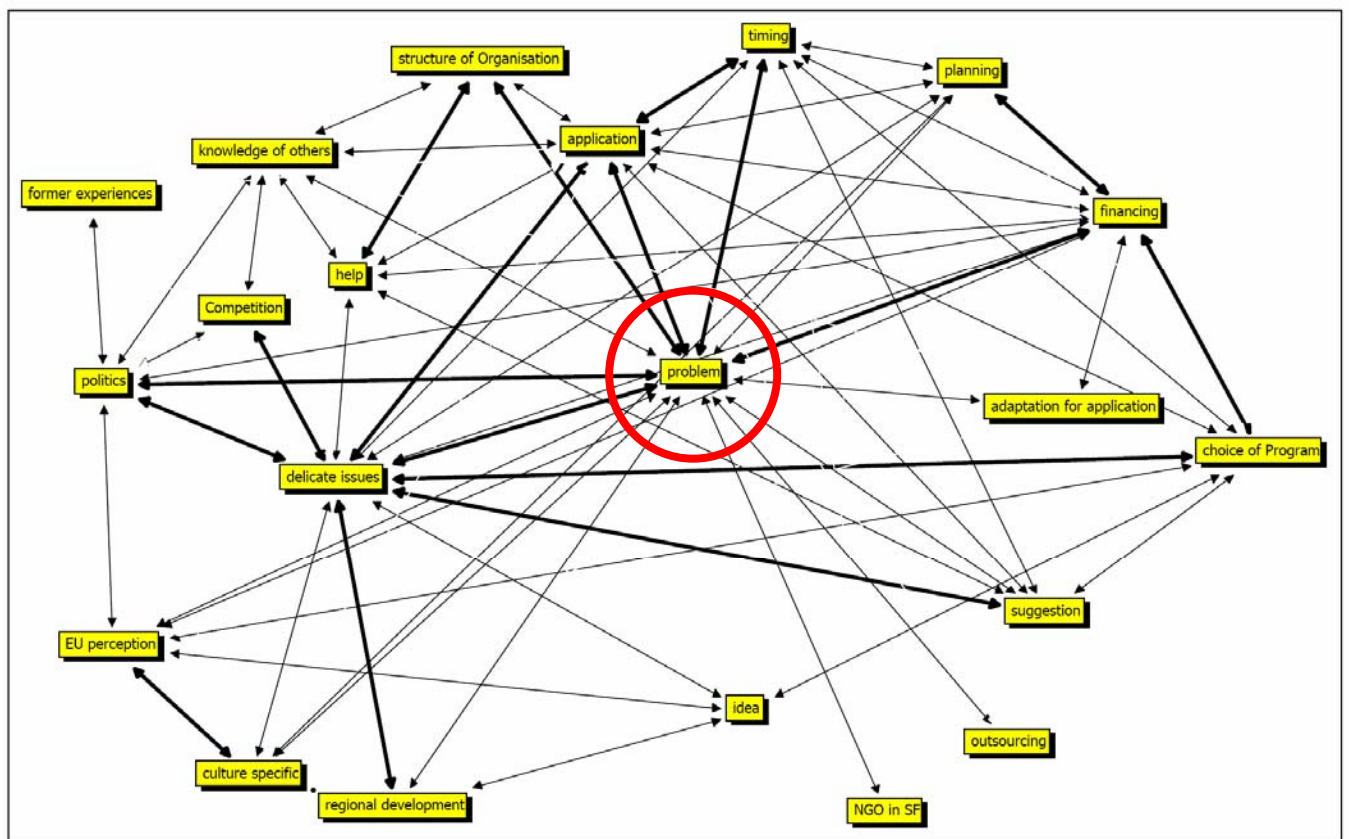 timing
structure of Organisation
planning
application
knowledge of others
former experiences
financing
help
Competition
problem
politics
adaptation for application
choice of Program
delicate issues
suggestion
EU perception
idea
outsourcing
culture specific
regional development
NGO in SF